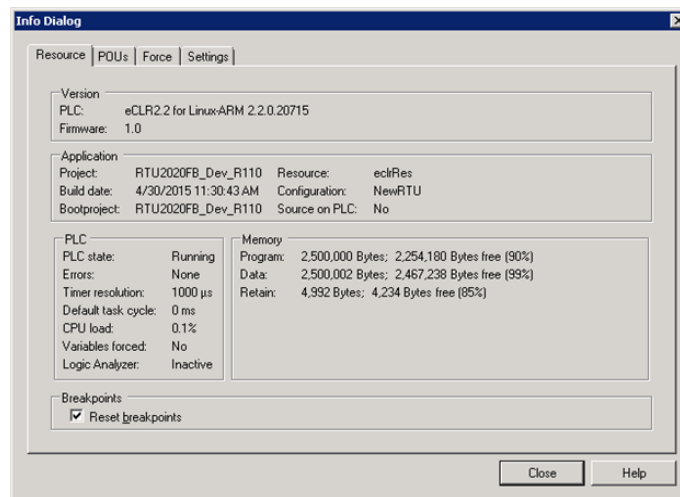 Info Dialog
Resource POUs Force Settings
Version
PLC: eCLR2.2 for Linux-ARM 2.2.0.20715
Firmware: 1.0
Application
Project: RTU2020FB_Dev_R110 Resource: eclrRes
Build date: 4/30/2015 11:30:43 AM Configuration: NewRTU
Bootproject: RTU2020FB_Dev_R110 Source on PLC: No
PLC
PLC state: Running
Errors: None
Timer resolution: 1000 µs
Default task cycle: 0 ms
CPU load: 0.1%
Variables forced: No
Logic Analyzer: Inactive
Memory
Program: 2,500,000 Bytes; 2,254,180 Bytes free (90%)
Data: 2,500,002 Bytes; 2,467,238 Bytes free (99%)
Retain: 4,992 Bytes; 4,234 Bytes free (85%)
Breakpoints
Reset breakpoints
Close Help